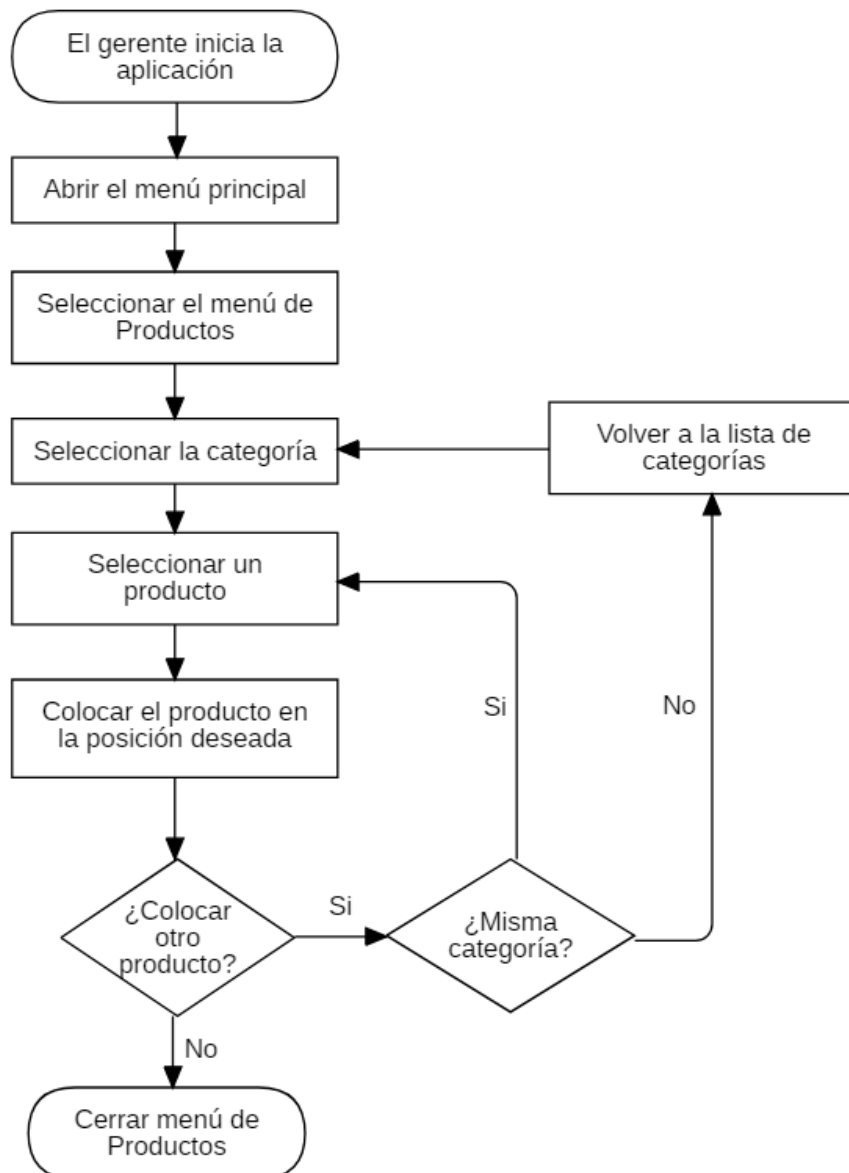 El gerente inicia la
aplicación
Abrir el menú principal
Seleccionar el menú de
Productos
Seleccionar la categoría
Volver a la lista de
categorías
Seleccionar un
producto
Colocar el producto en
la posición deseada
Si
No
¿Colocar
otro
producto?
Si
¿Misma
categoría?
No
Cerrar menú de
Productos